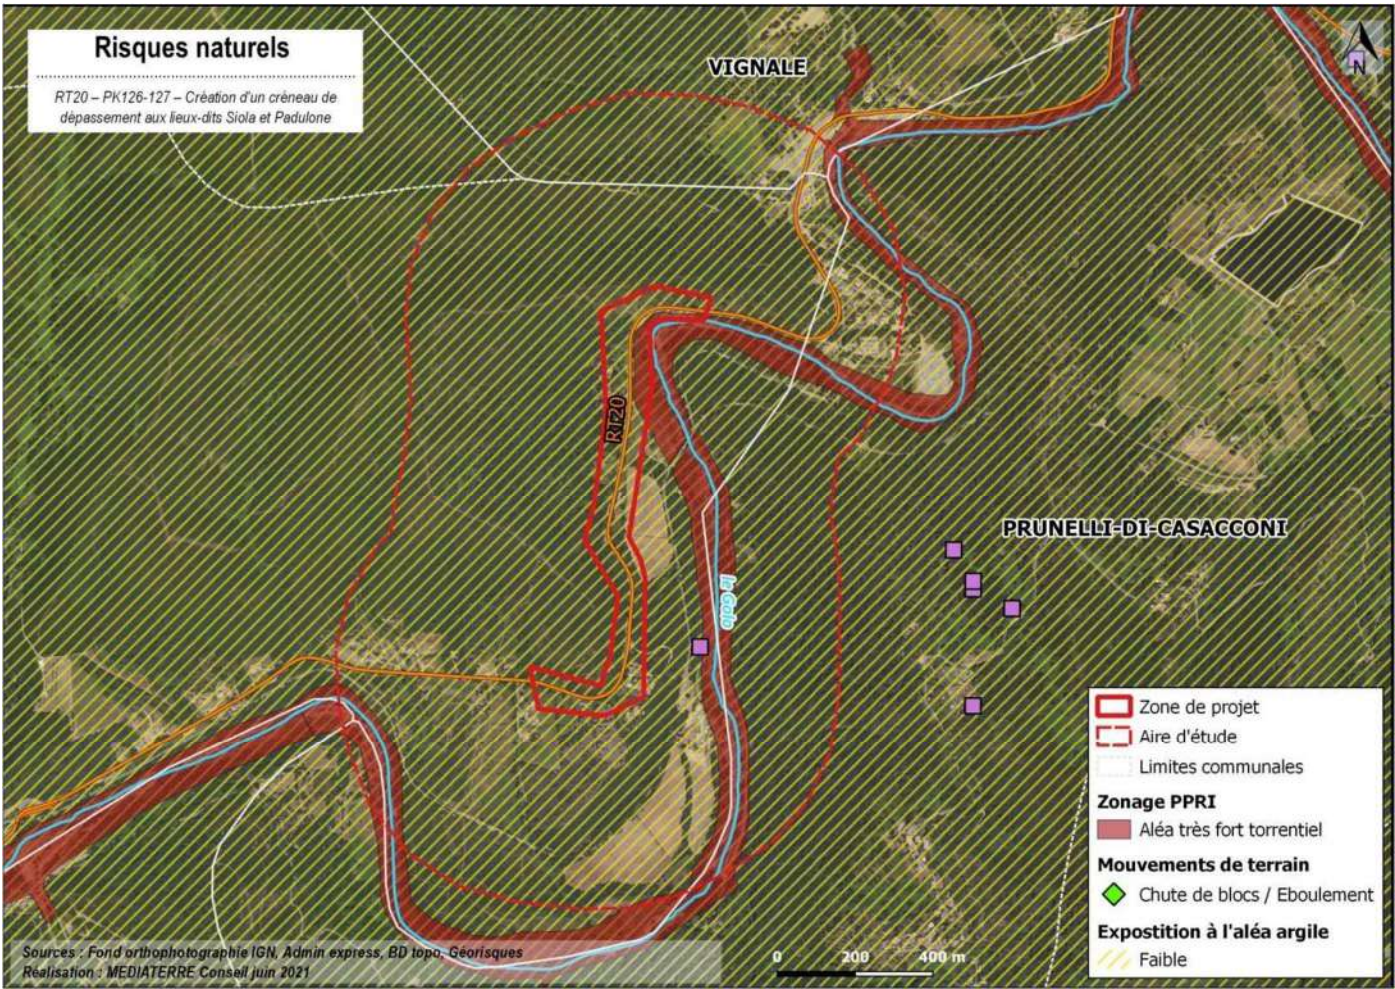 Risques naturels
RT20 – PK126-127 – Création d'un créneau de
dépassement aux lieux-dits Siola et Padulone
VIGNALE
N
RT20
PRUNELLI-DI-CASACCONI
le Golo
Zone de projet
Aire d'étude
Limites communales
Zonage PPRI
Aléa très fort torrentiel
Mouvements de terrain
Chute de blocs / Eboulement
Expostition à l'aléa argile
Faible
Sources : Fond orthophotographie IGN, Admin express, BD topo, Géorisques
Réalisation : MEDIATERRE Conseil juin 2021
0 200 400 m